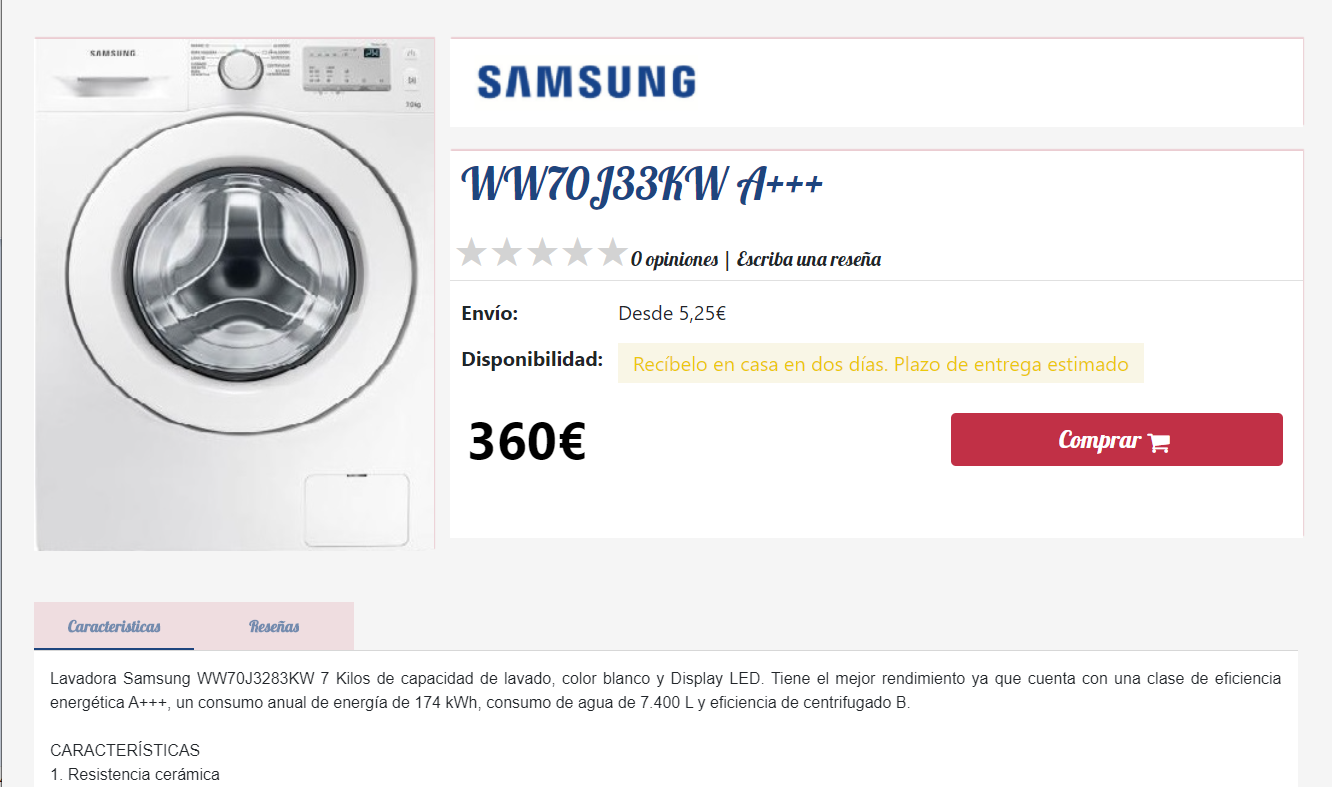 SAMSUNG
7.0kg
SAMSUNG
WW70J33KW A+++
0 opiniones | Escriba una reseña
Envío: Desde 5,25€
Disponibilidad: Recíbelo en casa en dos días. Plazo de entrega estimado
360€ Comprar
Caracteristicas Reseñas
Lavadora Samsung WW70J3283KW 7 Kilos de capacidad de lavado, color blanco y Display LED. Tiene el mejor rendimiento ya que cuenta con una clase de eficiencia
energética A+++, un consumo anual de energía de 174 kWh, consumo de agua de 7.400 L y eficiencia de centrifugado B.
CARACTERÍSTICAS
1. Resistencia cerámica